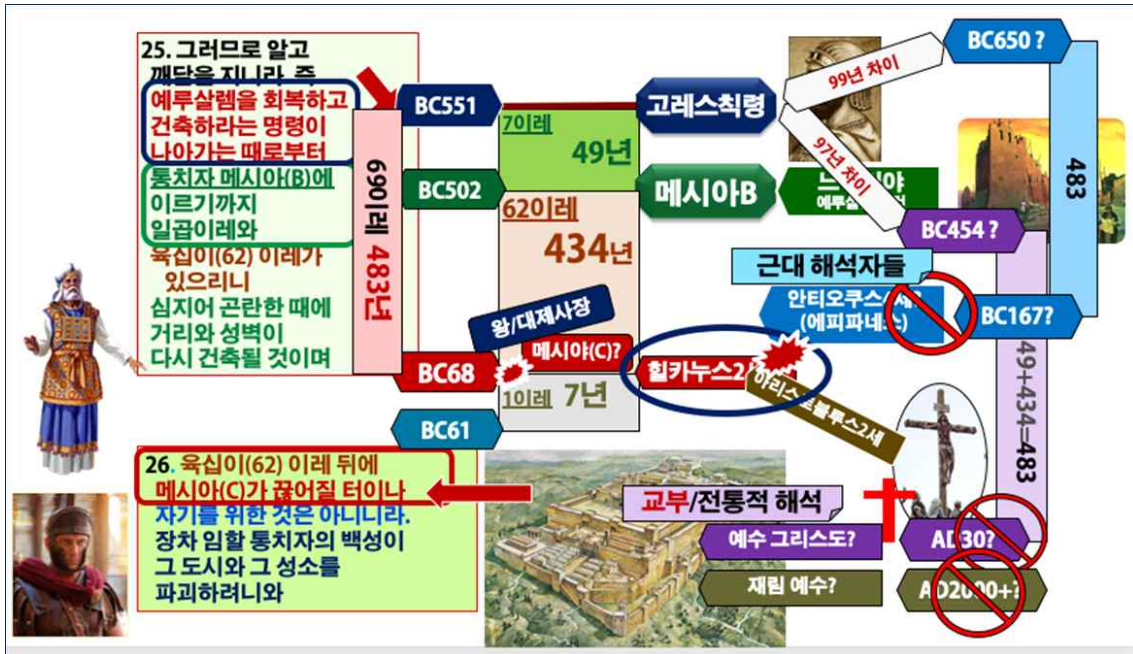 25. 그러므로 알고
깨달을 지니라. 즉
예루살렘을 회복하고
건축하라는 명령이
나아가는 때로부터
통치자 메시아(B)에
이르기까지
일곱이레와
육십이(62) 이레가
있으리니
심지어 곤란한 때에
거리와 성벽이
다시 건축될 것이며
69이레 483년
BC551
BC502
BC68
BC61
7이레
49년
62이레
434년
왕/대제사장
메시야(C)?
1이레 7년
고레스칙령
메시아B
힐카누스2
아리스토불루스2세
99년 차이
97년 차이
BC650 ?
BC454 ?
483
근대 해석자들
안티오쿠스
(에피파네스)
BC167?
49+434=483
26. 육십이(62) 이레 뒤에
메시아(C)가 끊어질 터이나
자기를 위한 것은 아니니라.
장차 임할 통치자의 백성이
그 도시와 그 성소를
파괴하려니와
교부/전통적 해석
예수 그리스도?
AD30?
재림 예수?
AD2000+?